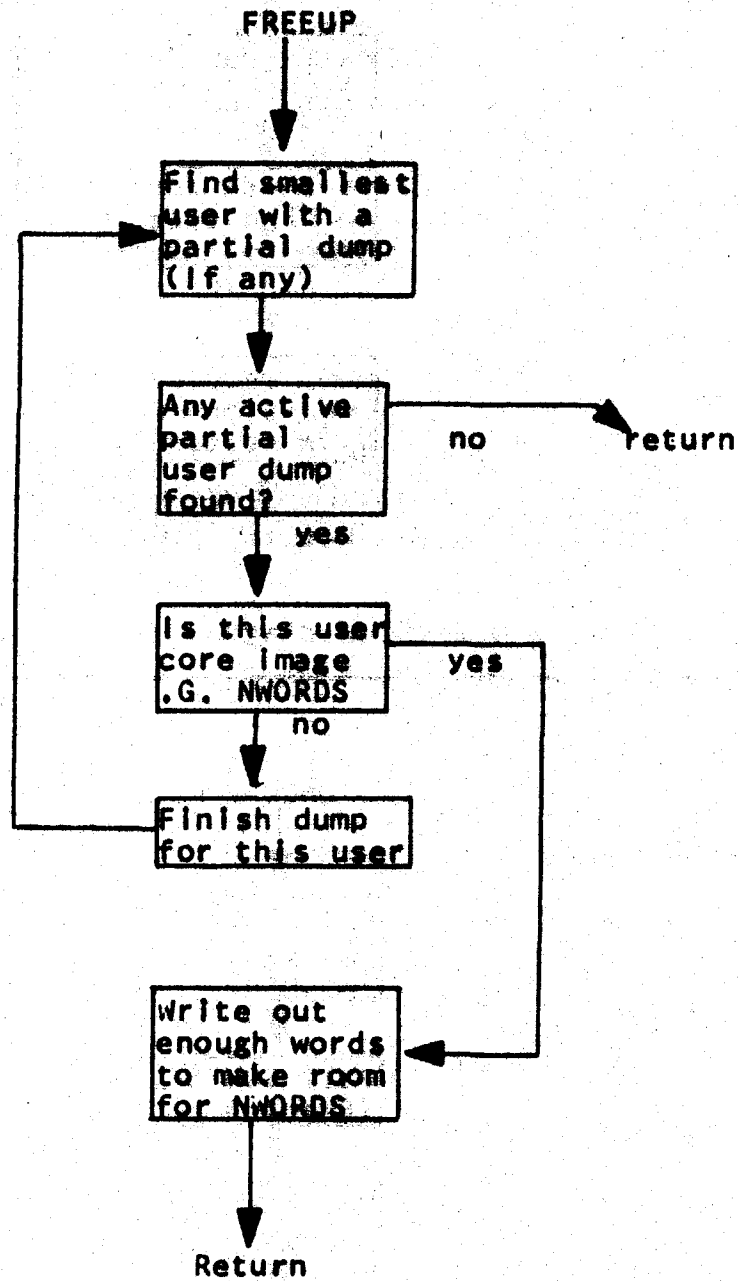 FREEUP
Find smallest
user with a
partial dump
(if any)
Any active
partial
user dump
found?
no
return
yes
Is this user
core image
.G. NWORDS
yes
no
Finish dump
for this user
Write out
enough words
to make room
for NWORDS
Return